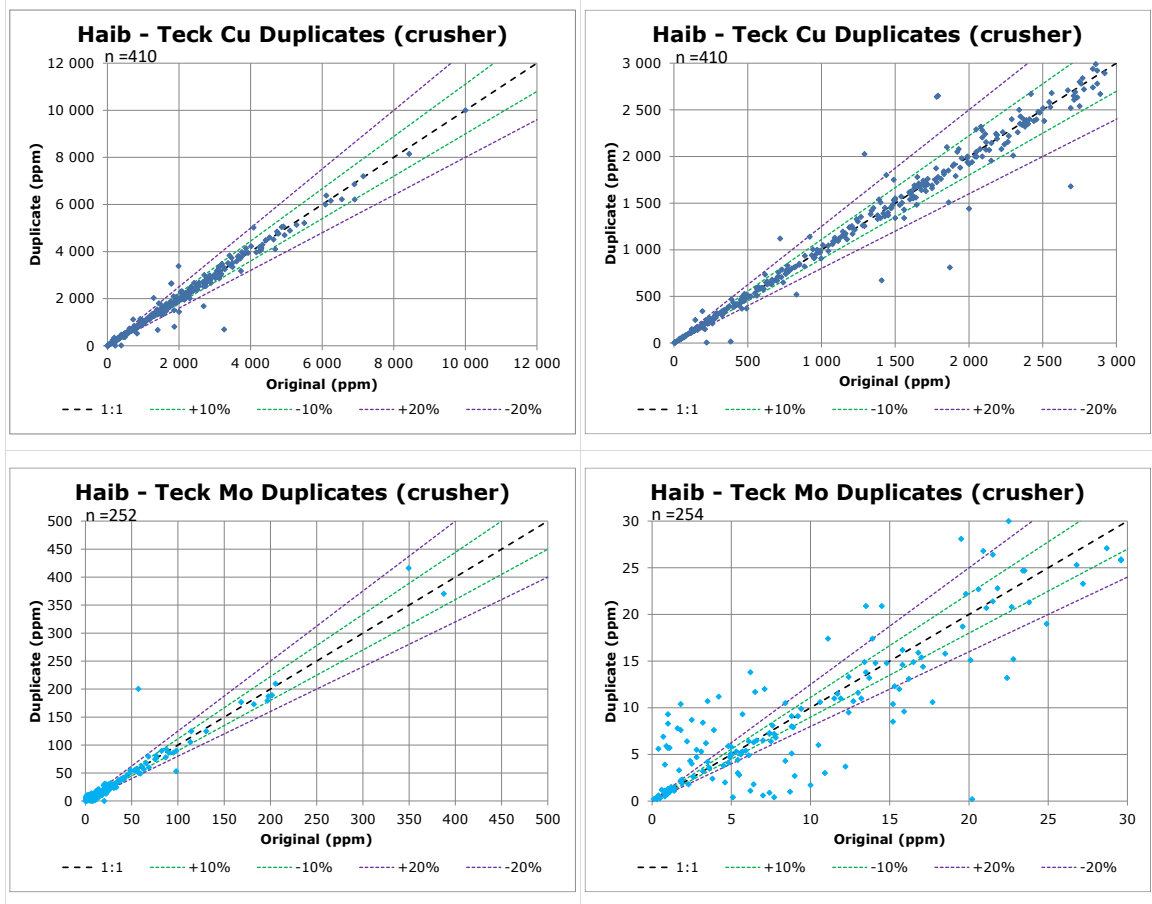 Haib - Teck Cu Duplicates (crusher)
n =410
12 000
10 000
8 000
6 000
4 000
2 000
0
Duplicate (ppm)
0 2 000 4 000 6 000 8 000 10 000 12 000
Original (ppm)
1:1 +10% -10% +20% -20%
Haib - Teck Cu Duplicates (crusher)
n =410
3 000
2 500
2 000
1 500
1 000
500
0
Duplicate (ppm)
0 500 1 000 1 500 2 000 2 500 3 000
Original (ppm)
1:1 +10% -10% +20% -20%
Haib - Teck Mo Duplicates (crusher)
n =252
500
450
400
350
300
250
200
150
100
50
0
Duplicate (ppm)
0 50 100 150 200 250 300 350 400 450 500
Original (ppm)
1:1 +10% -10% +20% -20%
Haib - Teck Mo Duplicates (crusher)
n =254
30
25
20
15
10
5
0
Duplicate (ppm)
0 5 10 15 20 25 30
Original (ppm)
1:1 +10% -10% +20% -20%